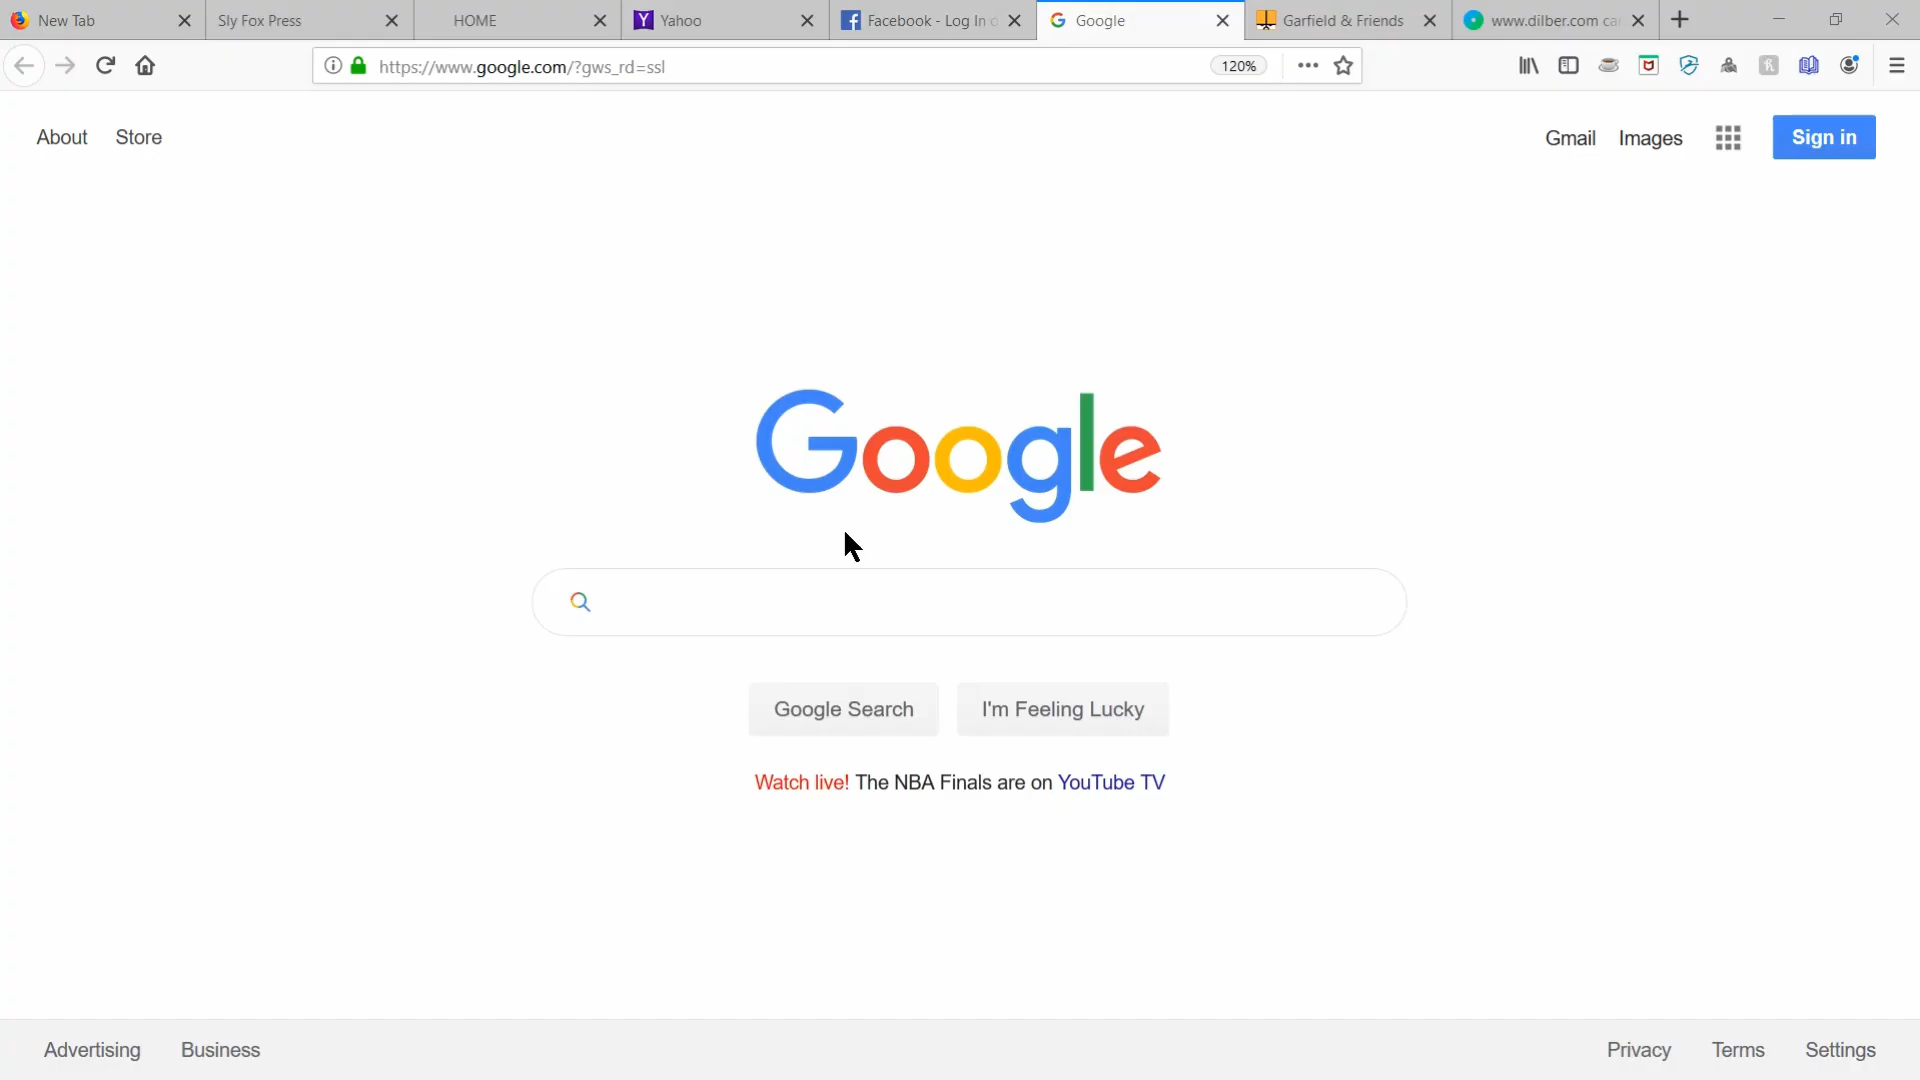 New Tab
Sly Fox Press
HOME
Yahoo
Facebook - Log In o
Google
Garfield & Friends
www.dilber.com ca
https://www.google.com/?gws_rd=ssl
120%
About
Store
Gmail
Images
Sign in
Google
Google Search
I'm Feeling Lucky
Watch live! The NBA Finals are on YouTube TV
Advertising
Business
Privacy
Terms
Settings